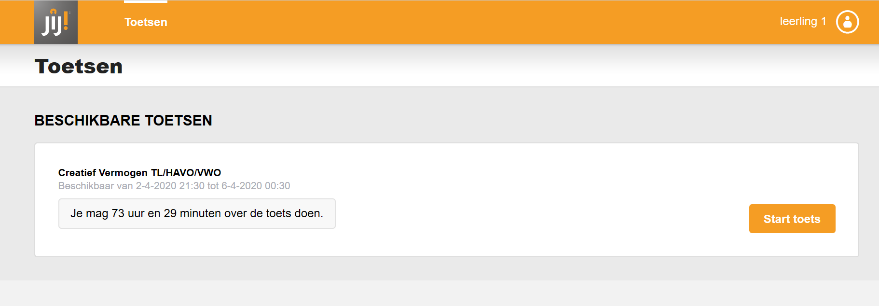 jij!
Toetsen
leerling 1
Toetsen
BESCHIKBARE TOETSEN
Creatief Vermogen TL/HAVO/VWO
Beschikbaar van 2-4-2020 21:30 tot 6-4-2020 00:30
Je mag 73 uur en 29 minuten over de toets doen.
Start toets